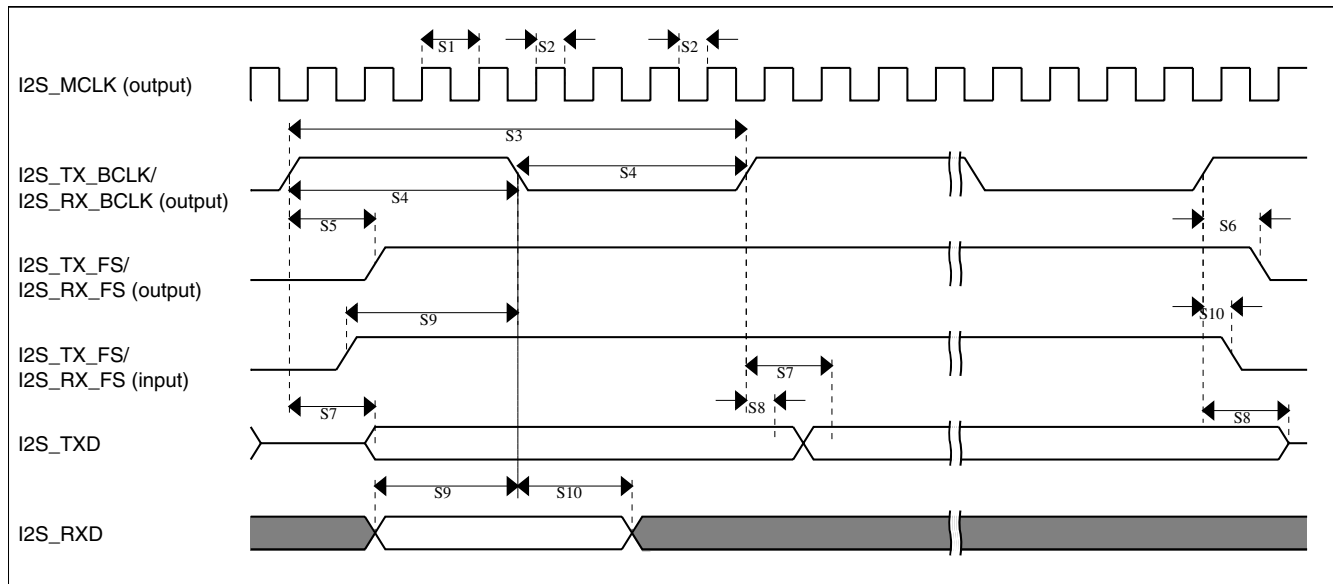 S1
S2
S2
I2S_MCLK (output)
S3
I2S_TX_BCLK/
I2S_RX_BCLK (output)
S4
S4
S5
S6
I2S_TX_FS/
I2S_RX_FS (output)
S9
S10
I2S_TX_FS/
I2S_RX_FS (input)
S7
S7
S8
S8
I2S_TXD
S9
S10
I2S_RXD